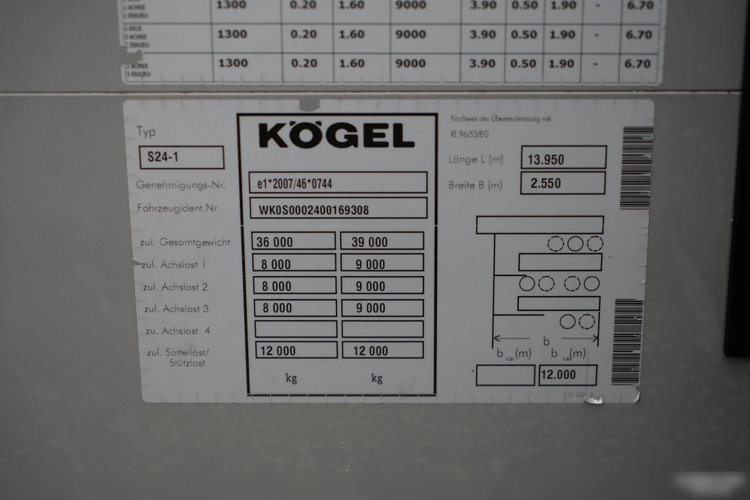 1300 0.20 1.60 9000 3.90 0.50 1.90 - 6.70
1300 0.20 1.60 9000 3.90 0.50 1.90 - 6.70
1300 0.20 1.60 9000 3.90 0.50 1.90 - 6.70
KÖGEL
Nachweis der Übereinstimmung mit
RL 96/53/EG
Typ
S24-1
Länge L (m) 13.950
Genehmigungs-Nr. e1*2007/46*0744
Breite B (m) 2.550
Fahrzeugident.Nr. WK0S0002400169308
zul. Gesamtgewicht 36 000 39 000
zul. Achslast 1 8 000 9 000
zul. Achslast 2 8 000 9 000
zul. Achslast 3 8 000 9 000
zu. Achslast 4
b
zul. Sattellast/ 12 000 12 000
Stützlast
b (m) b (m)
kg kg
12.000